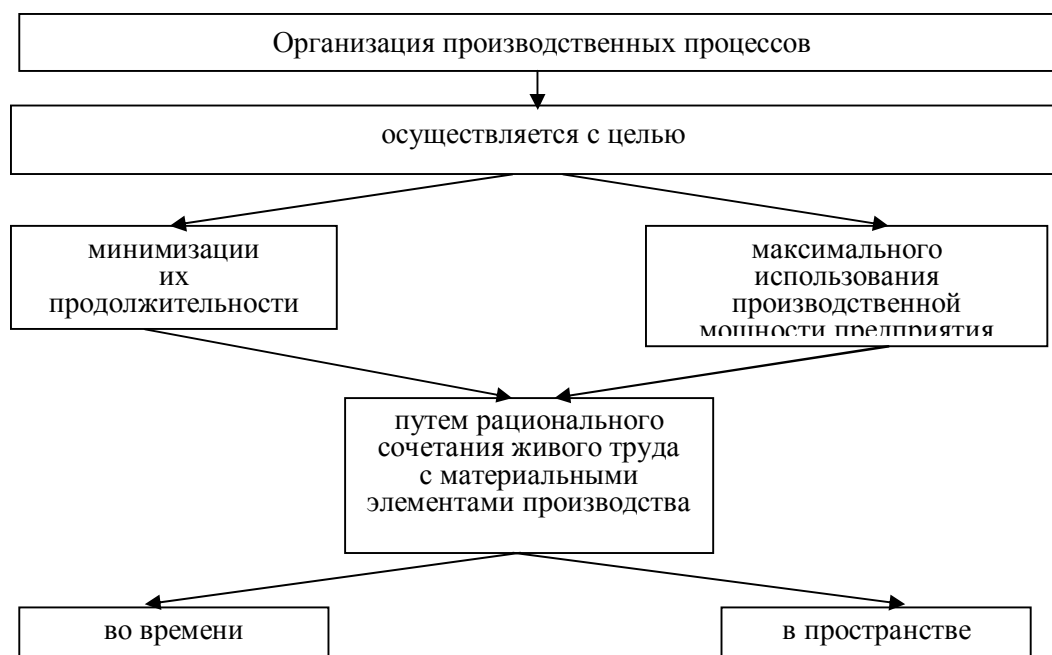 Организация производственных процессов
осуществляется с целью
минимизации
их
продолжительности
максимального
использования
производственной
мощности предприятия
путем рационального
сочетания живого труда
с материальными
элементами производства
во времени
в пространстве